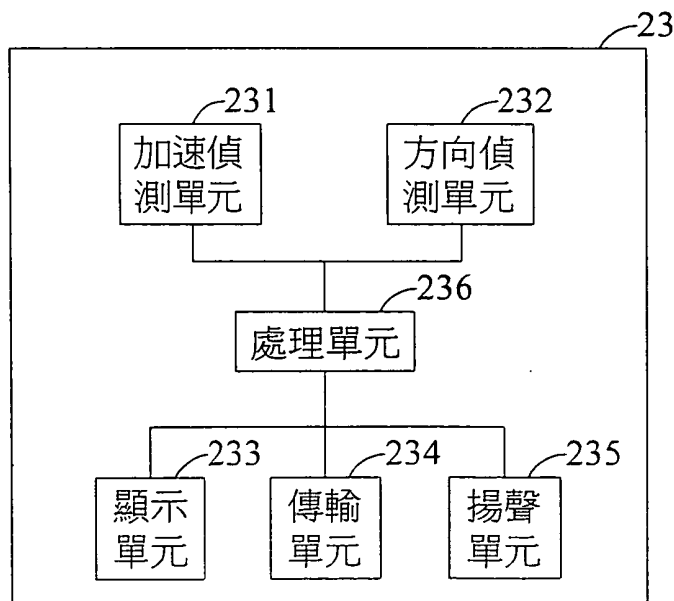 23
231
232
加速偵
測單元
方向偵
測單元
236
處理單元
233
234
235
顯示
單元
傳輸
單元
揚聲
單元